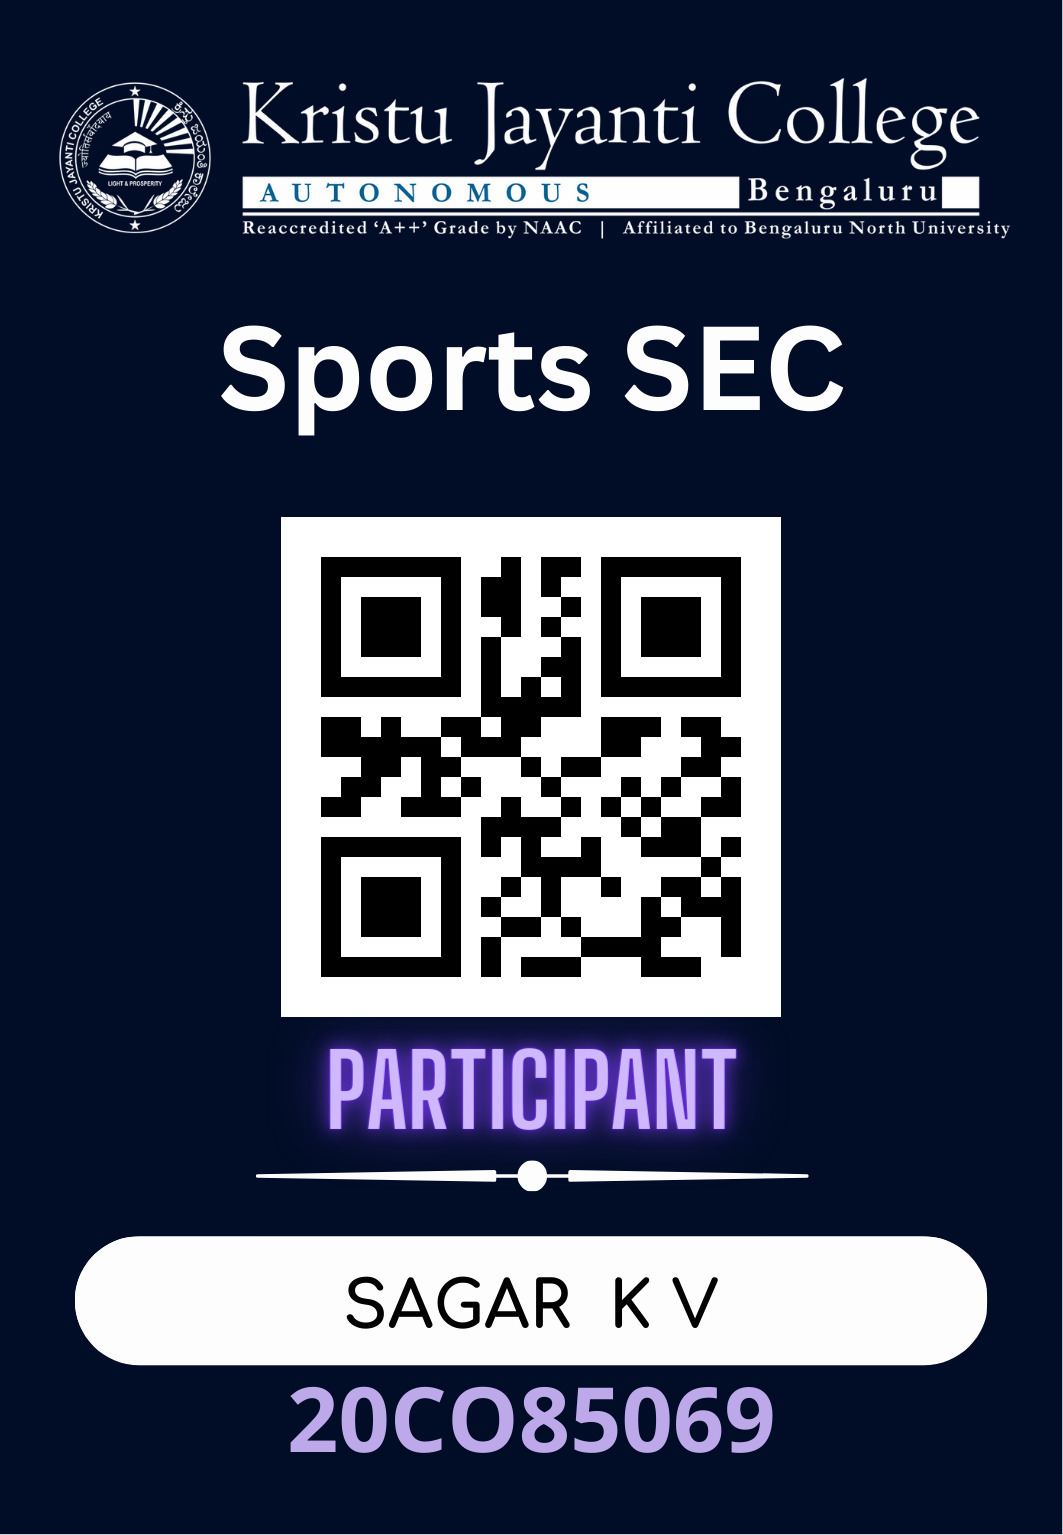 KRISTU JAYANTI COLLEGE
ಕ್ರಿಸ್ತು ಜಯಂತಿ ಕಾಲೇಜು
LIGHT & PROSPERITY
Kristu Jayanti College
AUTONOMOUS Bengaluru
Reaccredited ‘A++’ Grade by NAAC | Affiliated to Bengaluru North University
Sports SEC
PARTICIPANT
SAGAR K V
20CO85069